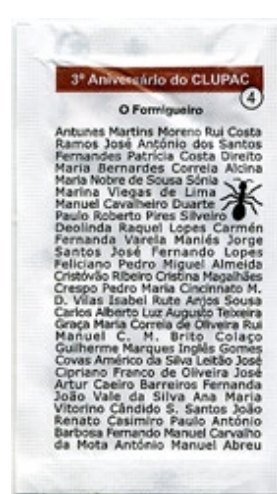 3º Aniversário do CLUPAC
4
O Formigueiro
Antunes Martins Moreno Rui Costa
Ramos José António dos Santos
Fernandes Patrícia Costa Direito
Maria Bernardes Correia Alcina
Maria Nobre de Sousa Sónia
Marina Viegas de Lima
Manuel Cavalheiro Duarte
Paulo Roberto Pires Silveiro
Deolinda Raquel Lopes Carmén
Fernanda Varela Manlés Jorge
Santos José Fernando Lopes
Feliciano Pedro Miguel Almeida
Cristóvão Ribeiro Cristina Magalhães
Crespo Pedro Maria Cincinnato M.
D. Vilas Isabel Rute Anjos Sousa
Carlos Alberto Luz Augusto Teixeira
Graça Maria Correia de Oliveira Rui
Manuel C. M. Brito Colaço
Guilherme Marques Inglês Gomes
Covas Américo da Silva Leitão José
Cipriano Franco de Oliveira José
Artur Caeiro Barreiros Fernanda
João Vale da Silva Ana Maria
Vitorino Cândido S. Santos João
Renato Casimiro Paulo António
Barbosa Fernando Manuel Carvalho
da Mota António Manuel Abreu